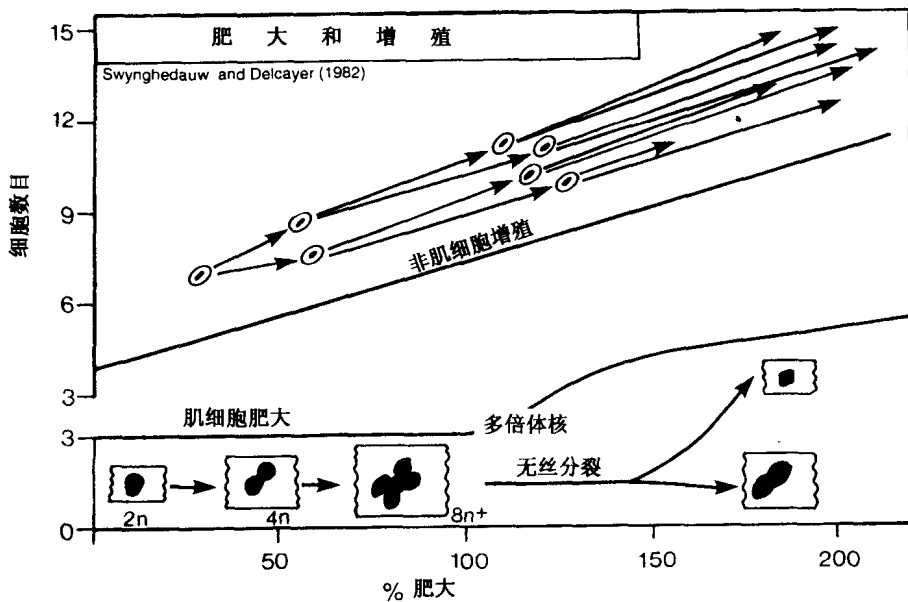 肥大和增殖
Swynghedauw and Delcayer (1982)
15
12
9
6
3
3
0
细胞数目
非肌细胞增殖
肌细胞肥大
多倍体核
无丝分裂
2n
4n
8n+
50
100
150
200
% 肥大